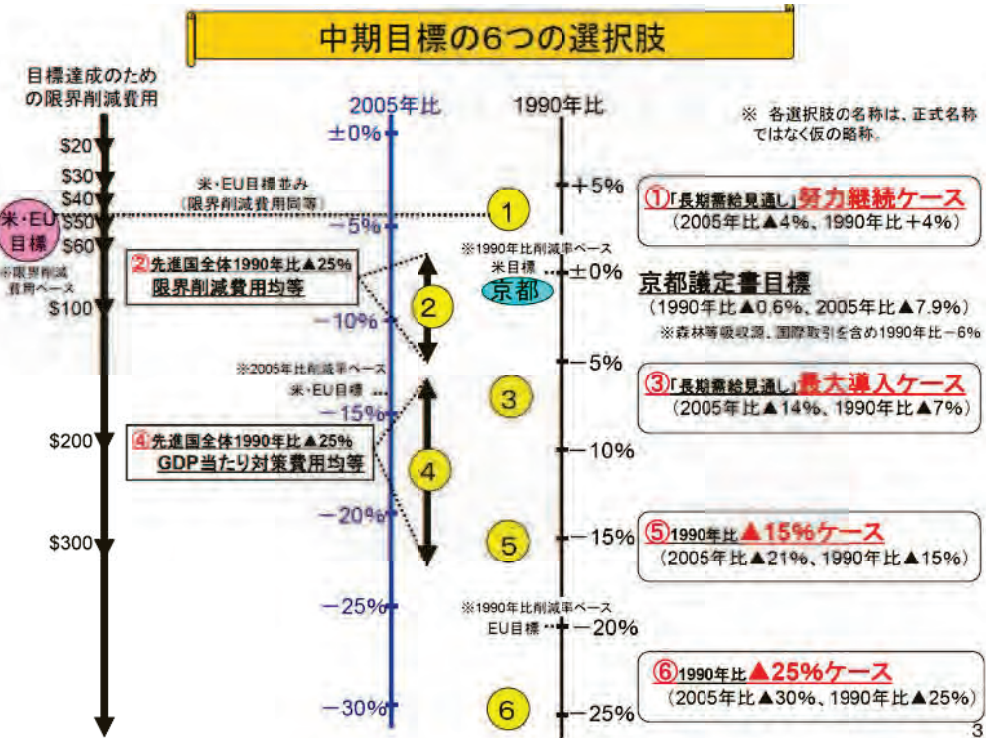 中期目標の6つの選択肢
目標達成のため
の限界削減費用
$20
$30
$40
$50
$60
$100
$200
$300
米・EU
目標
※限界削減
費用ベース
2005年比
±0%
−5%
−10%
−15%
−20%
−25%
−30%
1990年比
+5%
±0%
−5%
−10%
−15%
−20%
−25%
米・EU目標並み
(限界削減費用同等)
②先進国全体1990年比▲25%
限界削減費用均等
※2005年比削減率ベース
米・EU目標
④先進国全体1990年比▲25%
GDP当たり対策費用均等
1
2
3
4
5
6
※1990年比削減率ベース
米目標
京都
※1990年比削減率ベース
EU目標
※ 各選択肢の名称は、正式名称
ではなく仮の略称。
①「長期需給見通し」努力継続ケース
(2005年比▲4%、1990年比+4%)
京都議定書目標
(1990年比▲0.6%、2005年比▲7.9%)
※森林等吸収源、国際取引を含め1990年比−6%
③「長期需給見通し」最大導入ケース
(2005年比▲14%、1990年比▲7%)
⑤1990年比▲15%ケース
(2005年比▲21%、1990年比▲15%)
⑥1990年比▲25%ケース
(2005年比▲30%、1990年比▲25%)
3